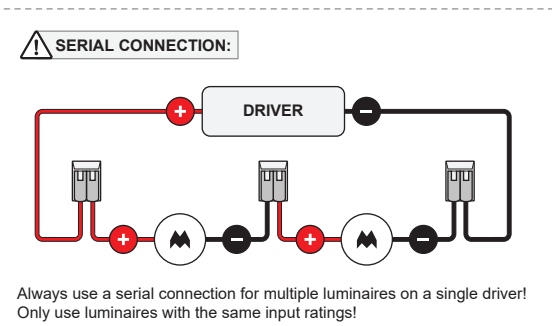 SERIAL CONNECTION:
+ DRIVER −
+ − + −
Always use a serial connection for multiple luminaires on a single driver!
Only use luminaires with the same input ratings!